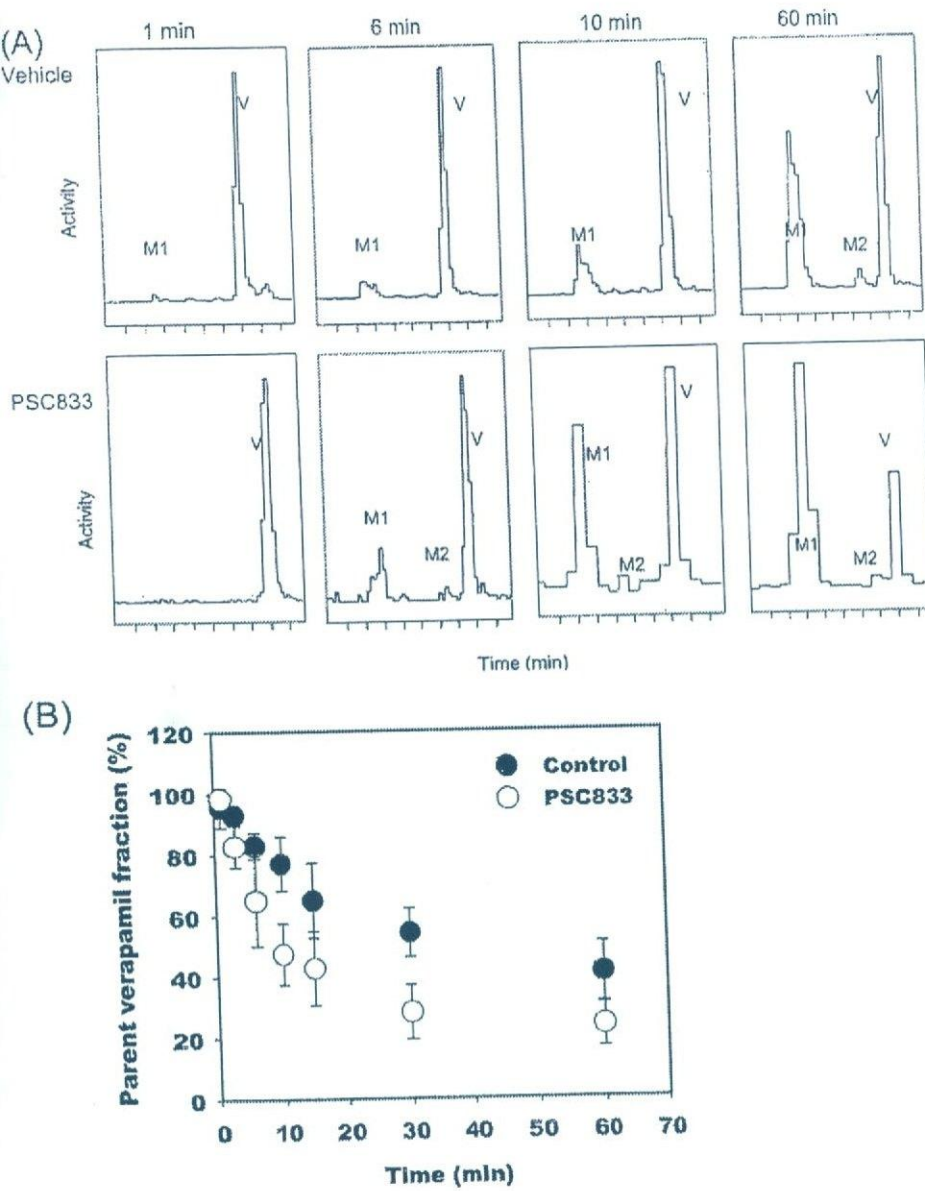 (A)
1 min 6 min 10 min 60 min
Vehicle
Activity
M1 V
M1 V
M1 V
M1 M2 V
PSC833
Activity
V
M1 M2 V
M1 M2 V
M1 M2 V
Time (min)
(B)
Parent verapamil fraction (%)
120
100
80
60
40
20
0
Control
PSC833
0 10 20 30 40 50 60 70
Time (min)